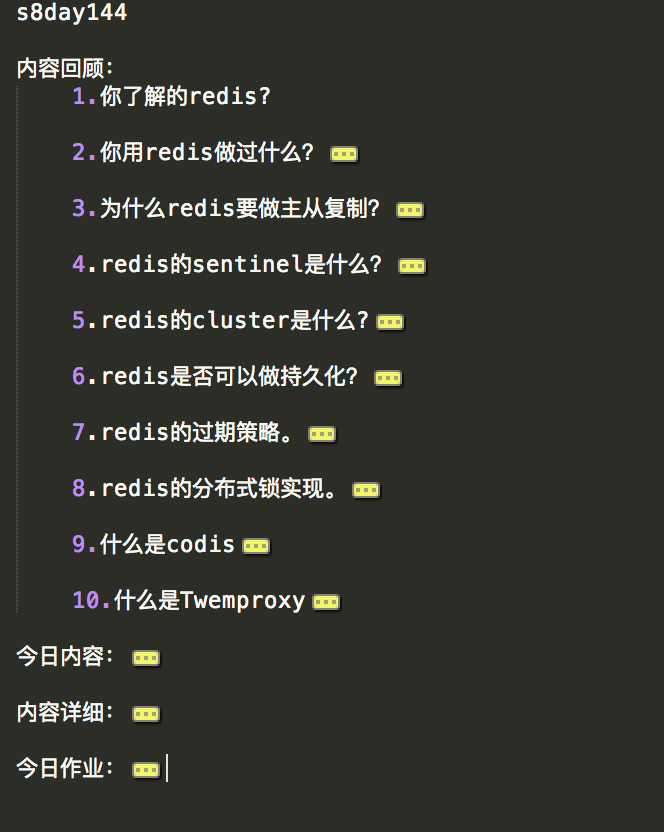 s8day144
内容回顾：
1.你了解的redis？
2.你用redis做过什么？
3.为什么redis要做主从复制？
4.redis的sentinel是什么？
5.redis的cluster是什么?
6.redis是否可以做持久化？
7.redis的过期策略。
8.redis的分布式锁实现。
9.什么是codis
10.什么是Twemproxy
今日内容：
内容详细：
今日作业：